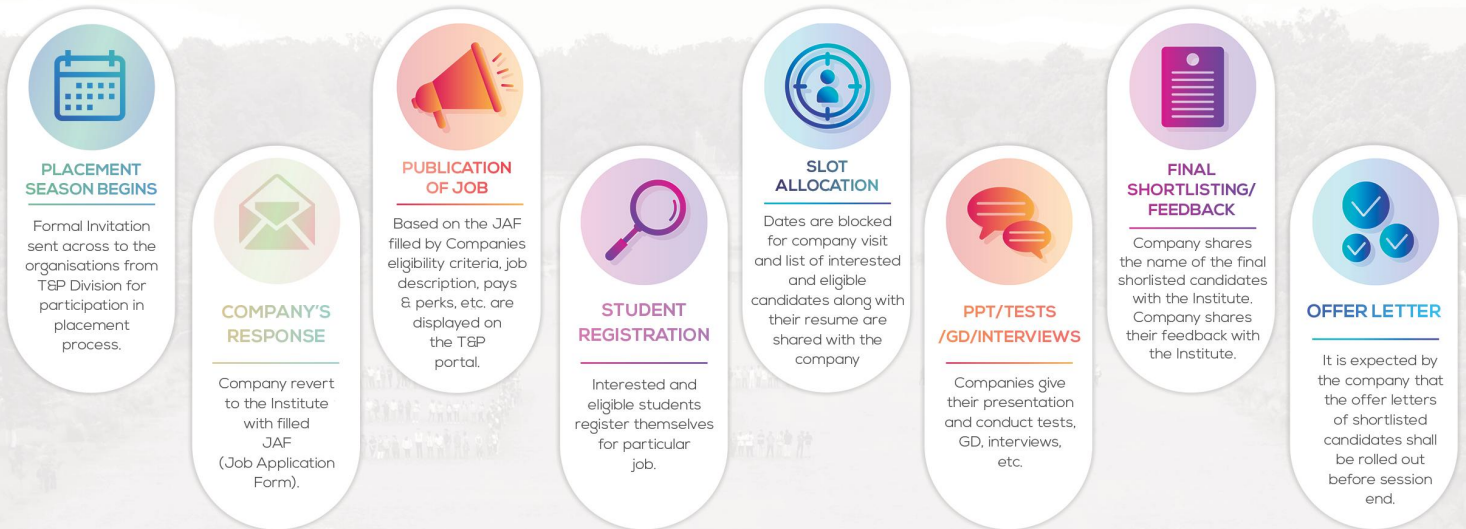 PLACEMENT
SEASON BEGINS
Formal Invitation
sent across to the
organisations from
T&P Division for
participation in
placement
process.
COMPANY'S
RESPONSE
Company revert
to the Institute
with filled
JAF
(Job Application
Form).
PUBLICATION
OF JOB
Based on the JAF
filled by Companies
eligibility criteria, job
description, pays
& perks, etc. are
displayed on
the T&P
portal.
STUDENT
REGISTRATION
Interested and
eligible students
register themselves
for particular
job.
SLOT
ALLOCATION
Dates are blocked
for company visit
and list of interested
and eligible
candidates along with
their resume are
shared with the
company
PPT/TESTS
/GD/INTERVIEWS
Companies give
their presentation
and conduct tests,
GD, interviews,
etc.
FINAL
SHORTLISTING/
FEEDBACK
Company shares
the name of the final
shorlisted candidates
with the Institute.
Company shares
their feedback with
the Institute.
OFFER LETTER
It is expected by
the company that
the offer letters
of shortlisted
candidates shall
be rolled out
before session
end.